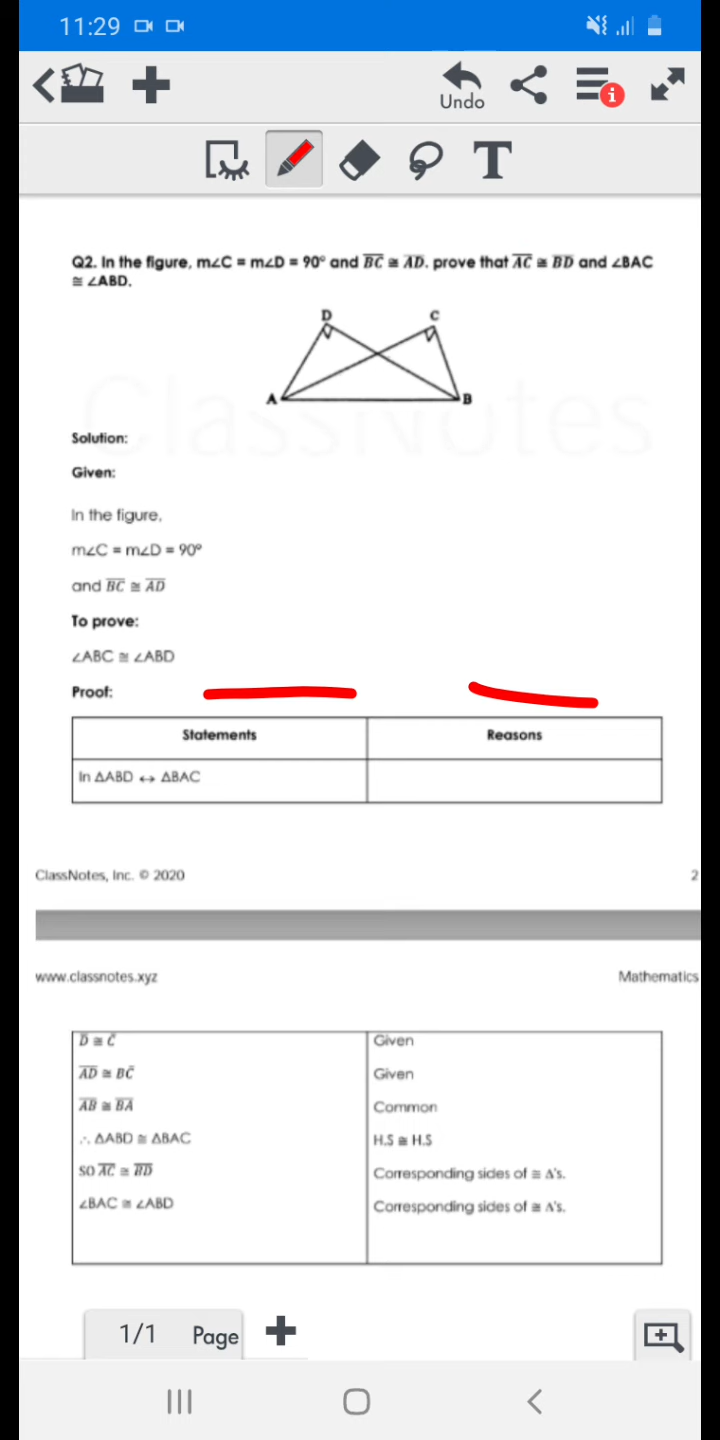 11:29
Undo
T
Q2. In the figure, m∠C = m∠D = 90° and B̅C̅ ≅ A̅D̅. prove that A̅C̅ ≅ B̅D̅ and ∠BAC
≅ ∠ABD.
D C
A B
ClassNotes
Solution:
Given:
In the figure,
m∠C = m∠D = 90°
and B̅C̅ ≅ A̅D̅
To prove:
∠ABC ≅ ∠ABD
Proof:
Statements Reasons
In ΔABD ↔ ΔBAC
ClassNotes, Inc. © 2020 2
www.classnotes.xyz Mathematics
D̅ ≅ C̅ Given
A̅D̅ ≅ BC̅ Given
A̅B̅ ≅ B̅A̅ Common
∴ ΔABD ≅ ΔBAC H.S ≅ H.S
SO A̅C̅ ≅ B̅D̅ Corresponding sides of ≅ Δ's.
∠BAC ≅ ∠ABD Corresponding sides of ≅ Δ's.
1/1 Page